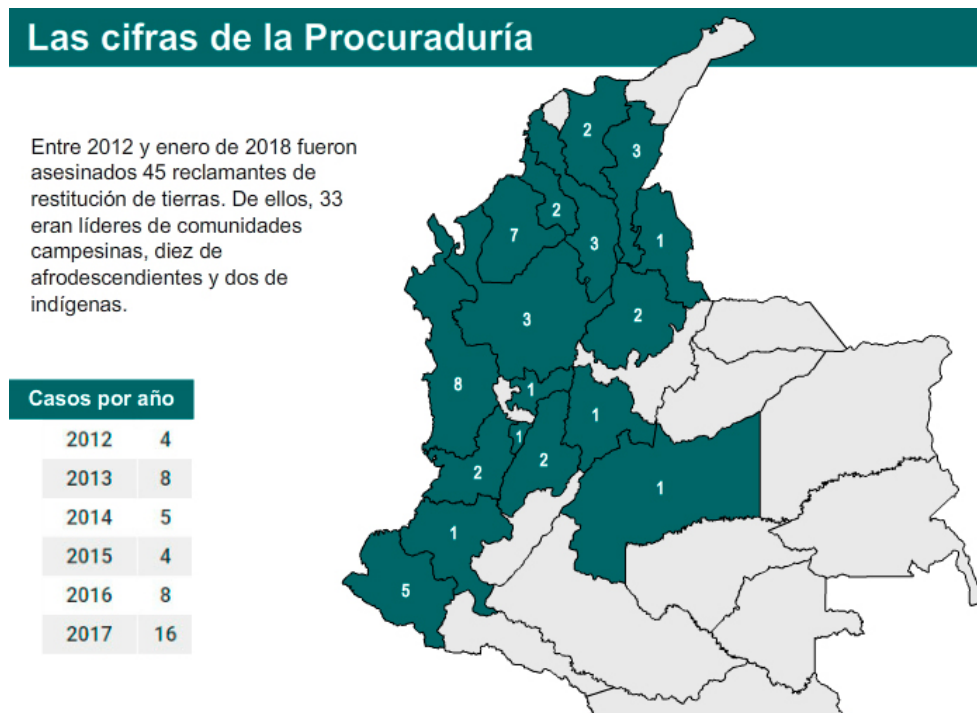 Las cifras de la Procuraduría
Entre 2012 y enero de 2018 fueron
asesinados 45 reclamantes de
restitución de tierras. De ellos, 33
eran líderes de comunidades
campesinas, diez de
afrodescendientes y dos de
indígenas.
Casos por año
2012 4
2013 8
2014 5
2015 4
2016 8
2017 16
2
3
2
7
3
1
3
2
8
1
1
1
2
2
1
1
5